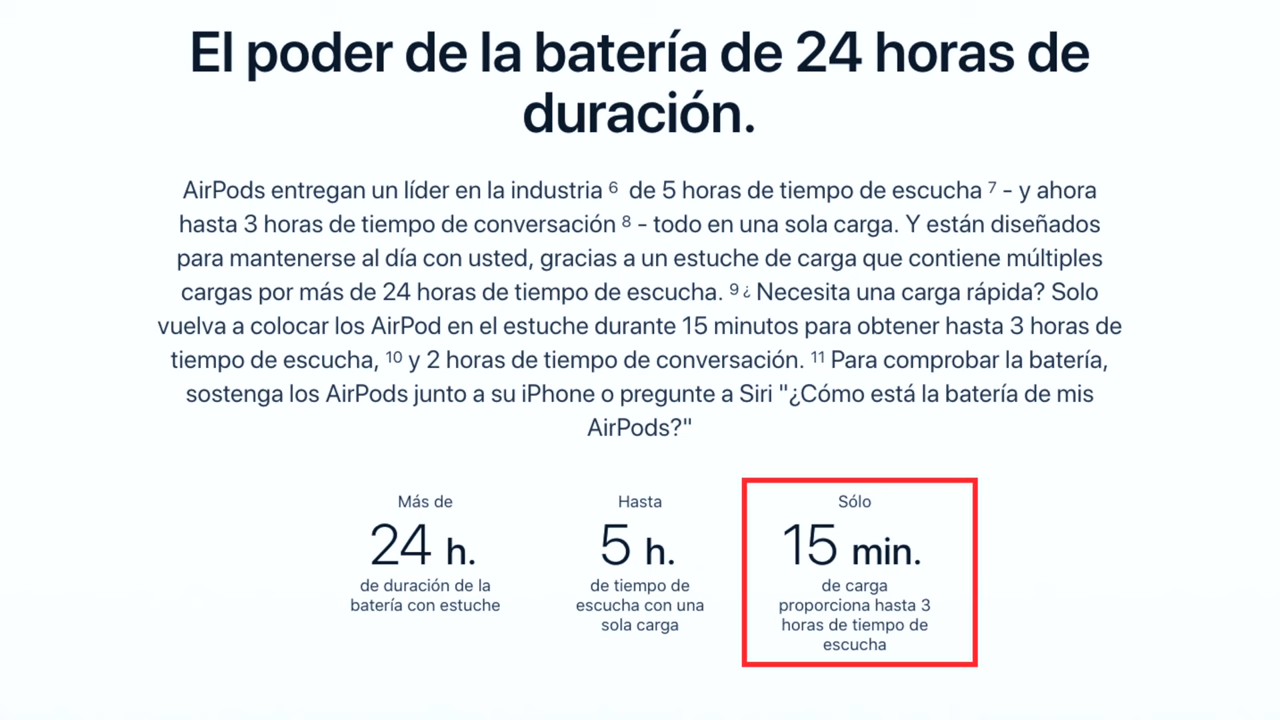 El poder de la batería de 24 horas de
duración.
AirPods entregan un líder en la industria 6 de 5 horas de tiempo de escucha 7 - y ahora
hasta 3 horas de tiempo de conversación 8 - todo en una sola carga. Y están diseñados
para mantenerse al día con usted, gracias a un estuche de carga que contiene múltiples
cargas por más de 24 horas de tiempo de escucha. 9 ¿ Necesita una carga rápida? Solo
vuelva a colocar los AirPod en el estuche durante 15 minutos para obtener hasta 3 horas de
tiempo de escucha, 10 y 2 horas de tiempo de conversación. 11 Para comprobar la batería,
sostenga los AirPods junto a su iPhone o pregunte a Siri "¿Cómo está la batería de mis
AirPods?"
Más de
24 h.
de duración de la
batería con estuche
Hasta
5 h.
de tiempo de
escucha con una
sola carga
Sólo
15 min.
de carga
proporciona hasta 3
horas de tiempo de
escucha